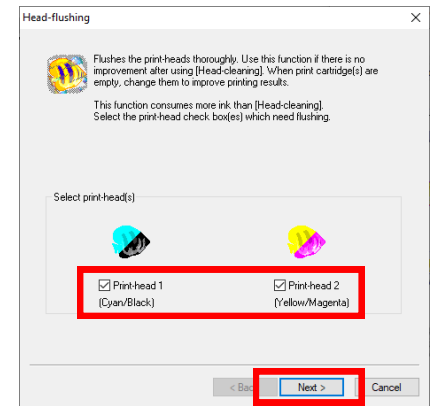 Head-flushing
Flushes the print-heads thoroughly. Use this function if there is no
improvement after using [Head-cleaning]. When print cartridge(s) are
empty, change them to improve printing results.
This function consumes more ink than [Head-cleaning].
Select the print-head check box(es) which need flushing.
Select print-head(s)
Print-head 1 Print-head 2
(Cyan/Black) (Yellow/Magenta)
< Bac Next > Cancel